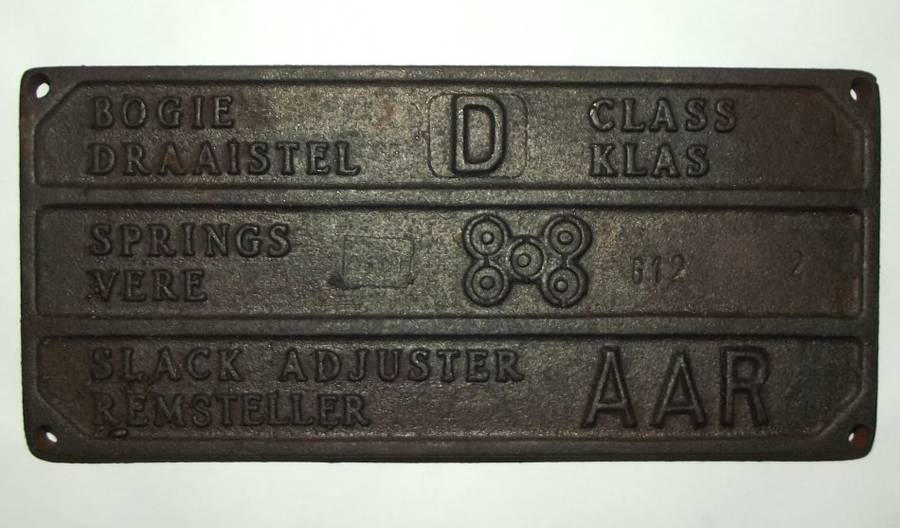 BOGIE D CLASS
DRAAISTEL KLAS
SPRINGS
VERE 612 2
SLACK ADJUSTER AAR
REMSTELLER